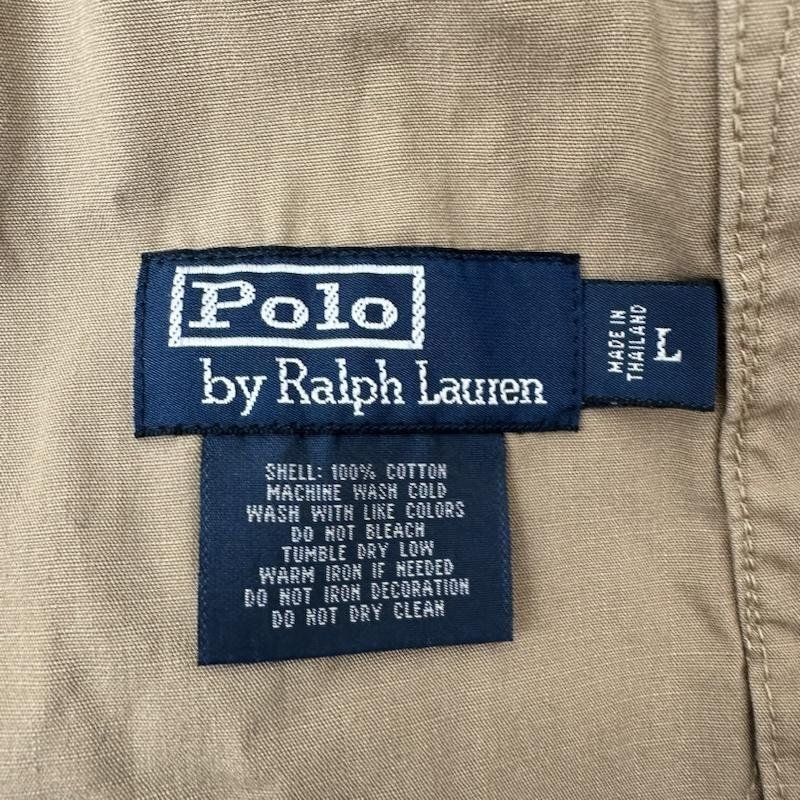 Polo
by Ralph Lauren
MADE IN
THAILAND
L
SHELL: 100% COTTON
MACHINE WASH COLD
WASH WITH LIKE COLORS
DO NOT BLEACH
TUMBLE DRY LOW
WARM IRON IF NEEDED
DO NOT IRON DECORATION
DO NOT DRY CLEAN